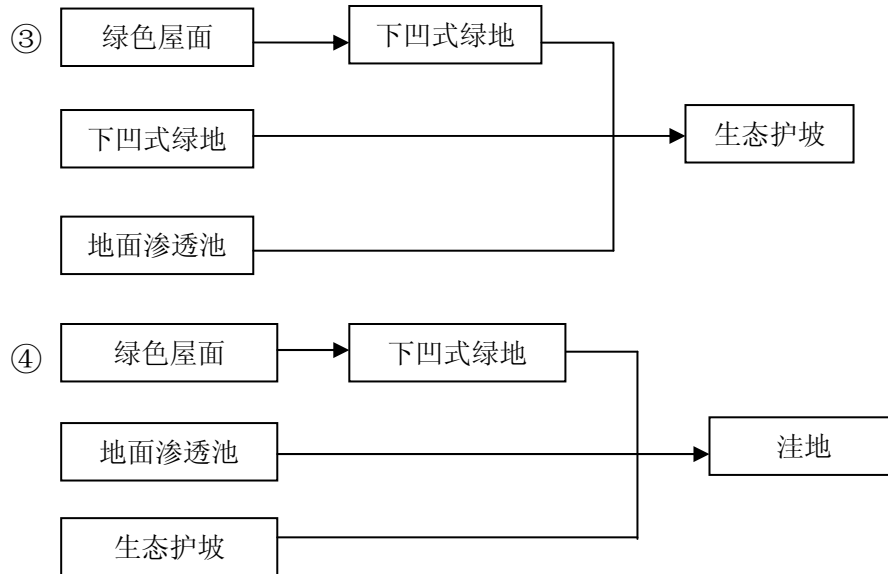 ③ 绿色屋面 下凹式绿地
下凹式绿地 生态护坡
地面渗透池
④ 绿色屋面 下凹式绿地
地面渗透池 洼地
生态护坡